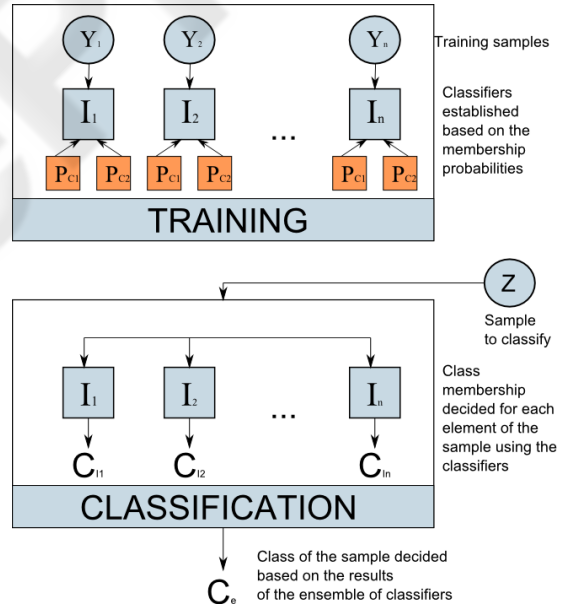 Y1 Y2 Yn
Training samples
I1 I2 ... In
Classifiers
established
based on the
membership
probabilities
PC1 PC2 PC1 PC2 PC1 PC2
TRAINING
Z
Sample
to classify
I1 I2 ... In
Class
membership
decided for each
element of the
sample using the
classifiers
CI1 CI2 CIn
CLASSIFICATION
Class of the sample decided
based on the results
of the ensemble of classifiers
Ce